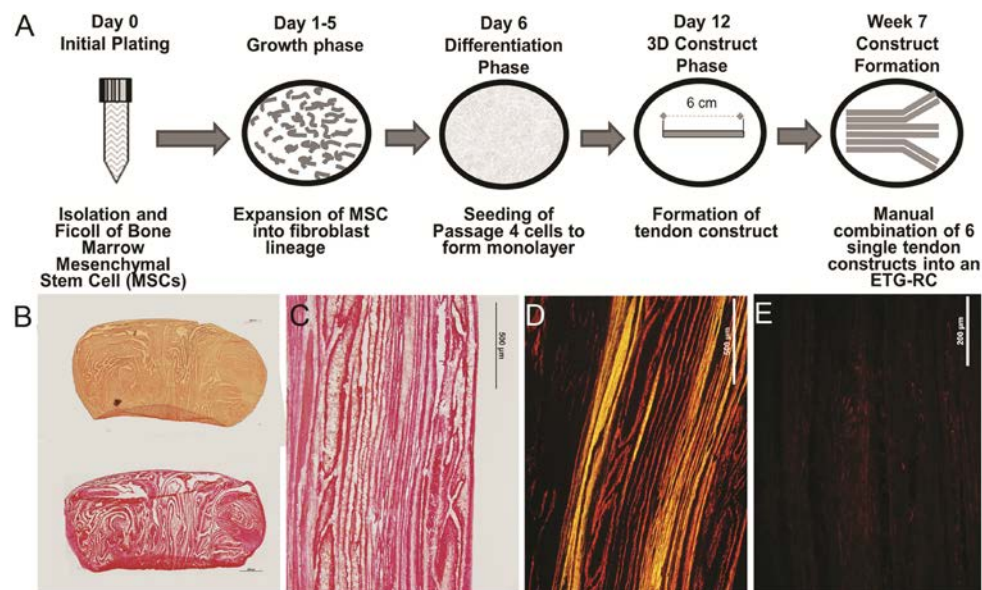 A
Day 0
Initial Plating
Day 1-5
Growth phase
Day 6
Differentiation
Phase
Day 12
3D Construct
Phase
Week 7
Construct
Formation
6 cm
Isolation and
Ficoll of Bone
Marrow
Mesenchymal
Stem Cell (MSCs)
Expansion of MSC
into fibroblast
lineage
Seeding of
Passage 4 cells to
form monolayer
Formation of
tendon construct
Manual
combination of 6
single tendon
constructs into an
ETG-RC
B
C
500 µm
D
500 µm
E
200 µm